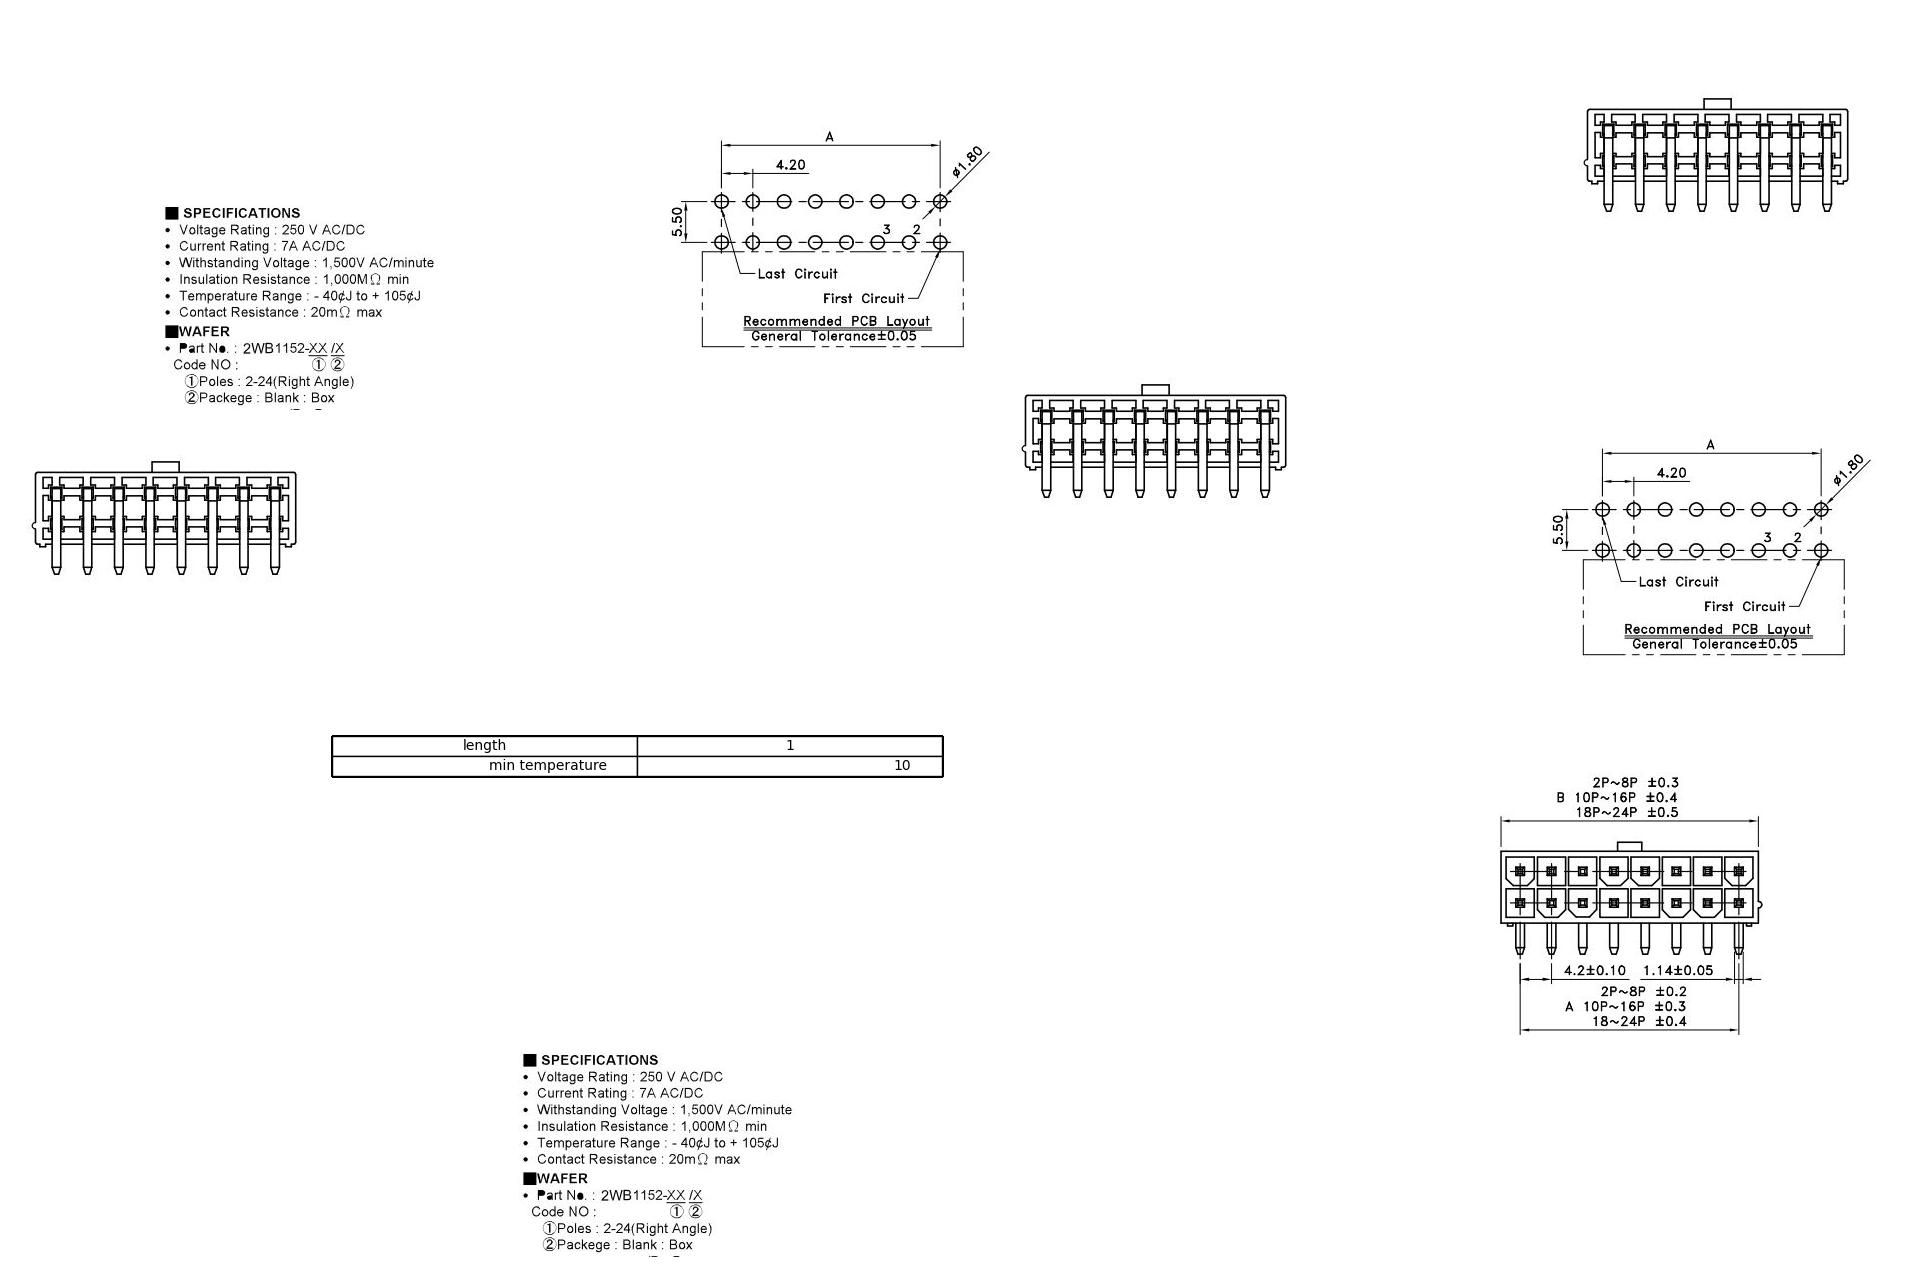 A
4.20
ø1.80
5.50
3 2
Last Circuit
First Circuit
Recommended PCB Layout
General Tolerance±0.05
■ SPECIFICATIONS
• Voltage Rating : 250 V AC/DC
• Current Rating : 7A AC/DC
• Withstanding Voltage : 1,500V AC/minute
• Insulation Resistance : 1,000MΩ min
• Temperature Range : - 40¢J to + 105¢J
• Contact Resistance : 20mΩ max
■WAFER
• Part No. : 2WB1152-XX /X
Code NO : ① ②
①Poles : 2-24(Right Angle)
②Packege : Blank : Box
A
4.20
ø1.80
5.50
3 2
Last Circuit
First Circuit
Recommended PCB Layout
General Tolerance±0.05
length 1
min temperature 10
2P~8P ±0.3
B 10P~16P ±0.4
18P~24P ±0.5
4.2±0.10 1.14±0.05
2P~8P ±0.2
A 10P~16P ±0.3
18~24P ±0.4
■ SPECIFICATIONS
• Voltage Rating : 250 V AC/DC
• Current Rating : 7A AC/DC
• Withstanding Voltage : 1,500V AC/minute
• Insulation Resistance : 1,000MΩ min
• Temperature Range : - 40¢J to + 105¢J
• Contact Resistance : 20mΩ max
■WAFER
• Part No. : 2WB1152-XX /X
Code NO : ① ②
①Poles : 2-24(Right Angle)
②Packege : Blank : Box